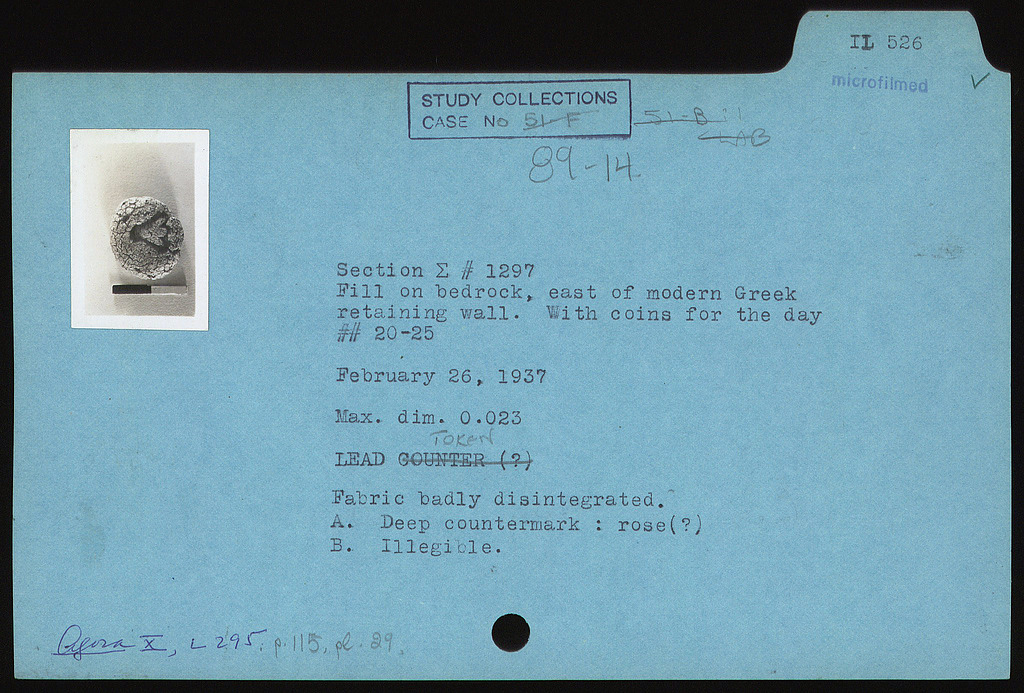 IL 526
microfilmed
STUDY COLLECTIONS
CASE No 51-F
51-B
89-14
Section Σ # 1297
Fill on bedrock, east of modern Greek
retaining wall. With coins for the day
## 20-25
February 26, 1937
Max. dim. 0.023
TOKEN
LEAD COUNTER (?)
Fabric badly disintegrated.
A. Deep countermark : rose(?)
B. Illegible.
Agora X, L 295, p. 115, pl. 29.